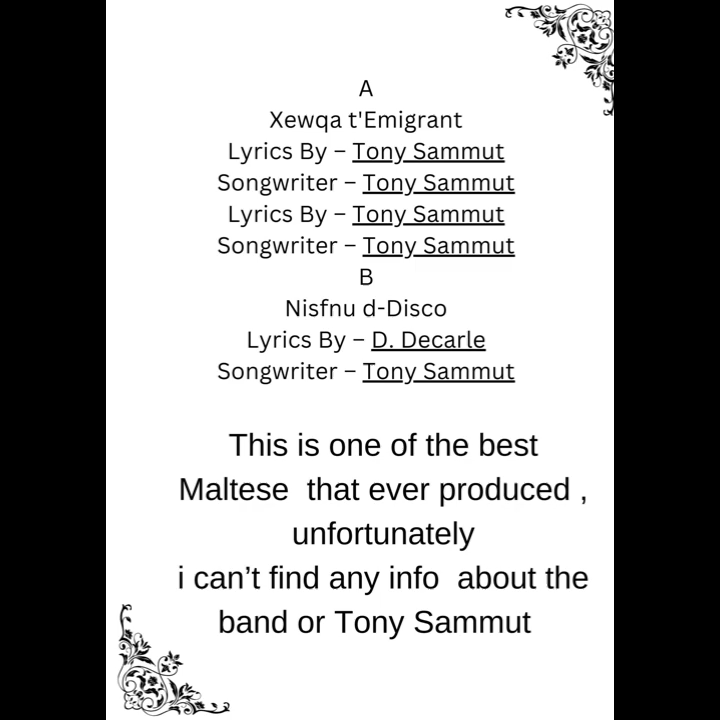 A
Xewqa t'Emigrant
Lyrics By – Tony Sammut
Songwriter – Tony Sammut
Lyrics By – Tony Sammut
Songwriter – Tony Sammut
B
Nisfnu d-Disco
Lyrics By – D. Decarle
Songwriter – Tony Sammut
This is one of the best
Maltese  that ever produced ,
unfortunately
i can’t find any info  about the
band or Tony Sammut